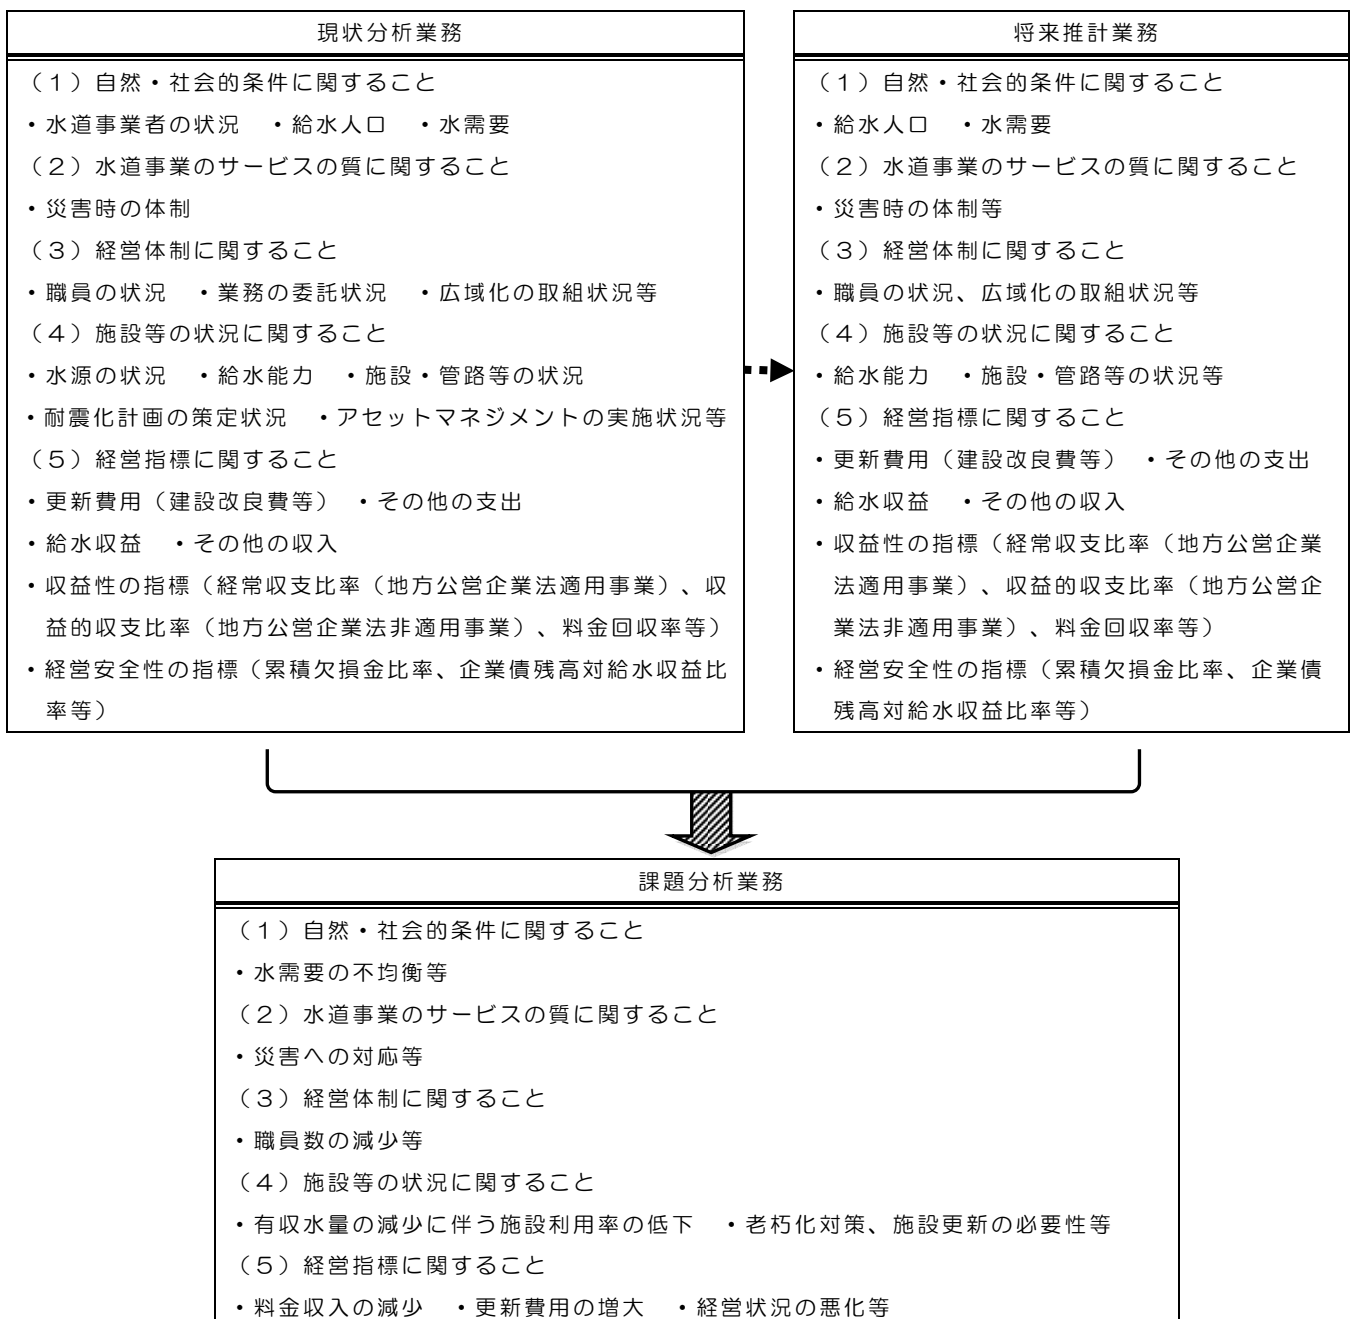 現状分析業務
（１）自然・社会的条件に関すること
・水道事業者の状況　・給水人口　・水需要
（２）水道事業のサービスの質に関すること
・災害時の体制
（３）経営体制に関すること
・職員の状況　・業務の委託状況　・広域化の取組状況等
（４）施設等の状況に関すること
・水源の状況　・給水能力　・施設・管路等の状況
・耐震化計画の策定状況　・アセットマネジメントの実施状況等
（５）経営指標に関すること
・更新費用（建設改良費等）　・その他の支出
・給水収益　・その他の収入
・収益性の指標（経常収支比率（地方公営企業法適用事業）、収
益的収支比率（地方公営企業法非適用事業）、料金回収率等）
・経営安全性の指標（累積欠損金比率、企業債残高対給水収益比
率等）
将来推計業務
（１）自然・社会的条件に関すること
・給水人口　・水需要
（２）水道事業のサービスの質に関すること
・災害時の体制等
（３）経営体制に関すること
・職員の状況、広域化の取組状況等
（４）施設等の状況に関すること
・給水能力　・施設・管路等の状況等
（５）経営指標に関すること
・更新費用（建設改良費等）　・その他の支出
・給水収益　・その他の収入
・収益性の指標（経常収支比率（地方公営企業
法適用事業）、収益的収支比率（地方公営企
業法非適用事業）、料金回収率等）
・経営安全性の指標（累積欠損金比率、企業債
残高対給水収益比率等）
課題分析業務
（１）自然・社会的条件に関すること
・水需要の不均衡等
（２）水道事業のサービスの質に関すること
・災害への対応等
（３）経営体制に関すること
・職員数の減少等
（４）施設等の状況に関すること
・有収水量の減少に伴う施設利用率の低下　・老朽化対策、施設更新の必要性等
（５）経営指標に関すること
・料金収入の減少　・更新費用の増大　・経営状況の悪化等